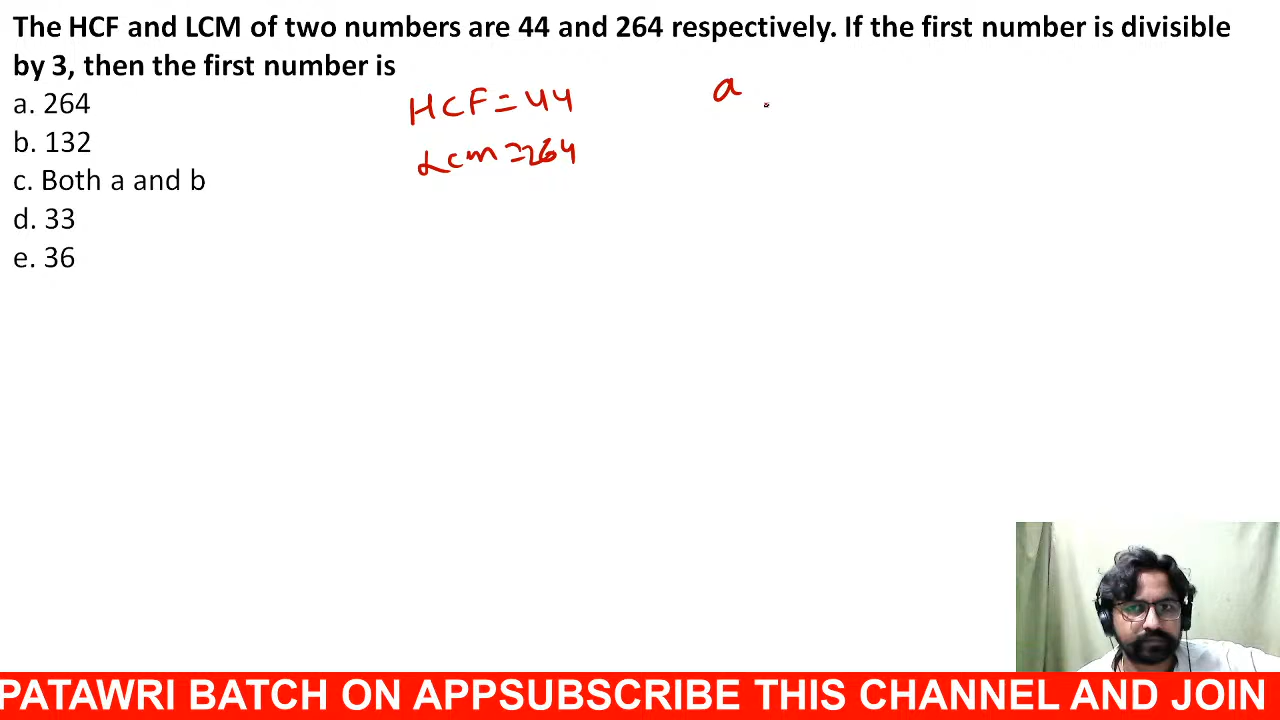 The HCF and LCM of two numbers are 44 and 264 respectively. If the first number is divisible
by 3, then the first number is
a. 264
b. 132
c. Both a and b
d. 33
e. 36
HCF = 44
a
Lcm = 264
PATAWRI BATCH ON APPSUBSCRIBE THIS CHANNEL AND JOIN